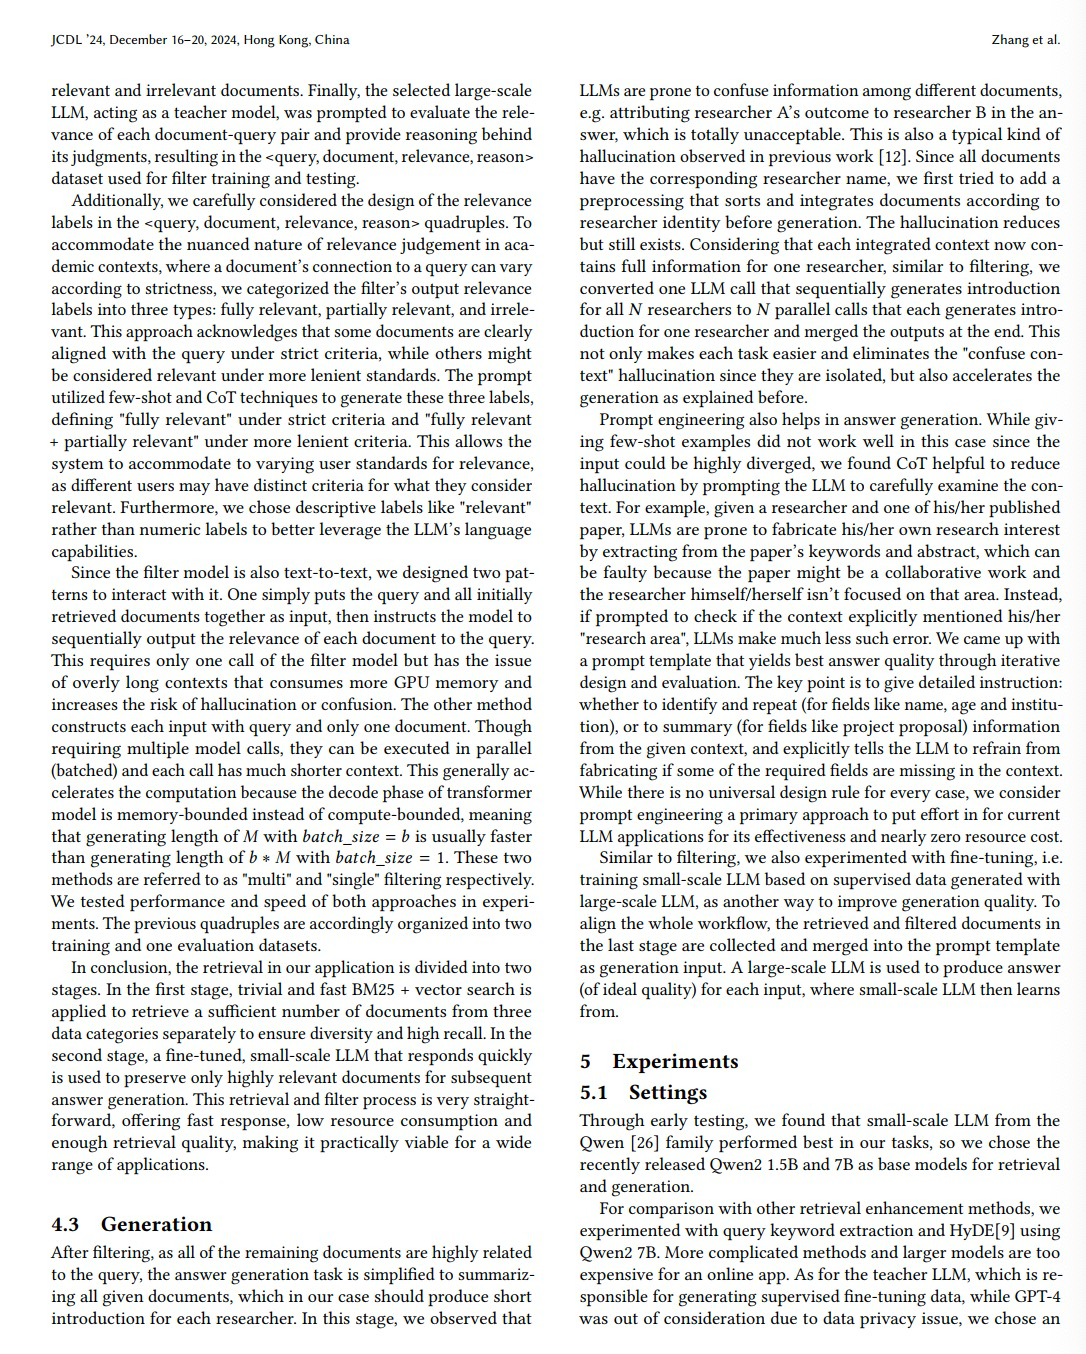 JCDL ’24, December 16–20, 2024, Hong Kong, China
Zhang et al.
relevant and irrelevant documents. Finally, the selected large-scale
LLM, acting as a teacher model, was prompted to evaluate the rele-
vance of each document-query pair and provide reasoning behind
its judgments, resulting in the <query, document, relevance, reason>
dataset used for filter training and testing.
Additionally, we carefully considered the design of the relevance
labels in the <query, document, relevance, reason> quadruples. To
accommodate the nuanced nature of relevance judgement in aca-
demic contexts, where a document’s connection to a query can vary
according to strictness, we categorized the filter’s output relevance
labels into three types: fully relevant, partially relevant, and irrele-
vant. This approach acknowledges that some documents are clearly
aligned with the query under strict criteria, while others might
be considered relevant under more lenient standards. The prompt
utilized few-shot and CoT techniques to generate these three labels,
defining "fully relevant" under strict criteria and "fully relevant
+ partially relevant" under more lenient criteria. This allows the
system to accommodate to varying user standards for relevance,
as different users may have distinct criteria for what they consider
relevant. Furthermore, we chose descriptive labels like "relevant"
rather than numeric labels to better leverage the LLM’s language
capabilities.
Since the filter model is also text-to-text, we designed two pat-
terns to interact with it. One simply puts the query and all initially
retrieved documents together as input, then instructs the model to
sequentially output the relevance of each document to the query.
This requires only one call of the filter model but has the issue
of overly long contexts that consumes more GPU memory and
increases the risk of hallucination or confusion. The other method
constructs each input with query and only one document. Though
requiring multiple model calls, they can be executed in parallel
(batched) and each call has much shorter context. This generally ac-
celerates the computation because the decode phase of transformer
model is memory-bounded instead of compute-bounded, meaning
that generating length of M with batch_size = b is usually faster
than generating length of b ∗ M with batch_size = 1. These two
methods are referred to as "multi" and "single" filtering respectively.
We tested performance and speed of both approaches in experi-
ments. The previous quadruples are accordingly organized into two
training and one evaluation datasets.
In conclusion, the retrieval in our application is divided into two
stages. In the first stage, trivial and fast BM25 + vector search is
applied to retrieve a sufficient number of documents from three
data categories separately to ensure diversity and high recall. In the
second stage, a fine-tuned, small-scale LLM that responds quickly
is used to preserve only highly relevant documents for subsequent
answer generation. This retrieval and filter process is very straight-
forward, offering fast response, low resource consumption and
enough retrieval quality, making it practically viable for a wide
range of applications.
4.3 Generation
After filtering, as all of the remaining documents are highly related
to the query, the answer generation task is simplified to summariz-
ing all given documents, which in our case should produce short
introduction for each researcher. In this stage, we observed that
LLMs are prone to confuse information among different documents,
e.g. attributing researcher A’s outcome to researcher B in the an-
swer, which is totally unacceptable. This is also a typical kind of
hallucination observed in previous work [12]. Since all documents
have the corresponding researcher name, we first tried to add a
preprocessing that sorts and integrates documents according to
researcher identity before generation. The hallucination reduces
but still exists. Considering that each integrated context now con-
tains full information for one researcher, similar to filtering, we
converted one LLM call that sequentially generates introduction
for all N researchers to N parallel calls that each generates intro-
duction for one researcher and merged the outputs at the end. This
not only makes each task easier and eliminates the "confuse con-
text" hallucination since they are isolated, but also accelerates the
generation as explained before.
Prompt engineering also helps in answer generation. While giv-
ing few-shot examples did not work well in this case since the
input could be highly diverged, we found CoT helpful to reduce
hallucination by prompting the LLM to carefully examine the con-
text. For example, given a researcher and one of his/her published
paper, LLMs are prone to fabricate his/her own research interest
by extracting from the paper’s keywords and abstract, which can
be faulty because the paper might be a collaborative work and
the researcher himself/herself isn’t focused on that area. Instead,
if prompted to check if the context explicitly mentioned his/her
"research area", LLMs make much less such error. We came up with
a prompt template that yields best answer quality through iterative
design and evaluation. The key point is to give detailed instruction:
whether to identify and repeat (for fields like name, age and institu-
tion), or to summary (for fields like project proposal) information
from the given context, and explicitly tells the LLM to refrain from
fabricating if some of the required fields are missing in the context.
While there is no universal design rule for every case, we consider
prompt engineering a primary approach to put effort in for current
LLM applications for its effectiveness and nearly zero resource cost.
Similar to filtering, we also experimented with fine-tuning, i.e.
training small-scale LLM based on supervised data generated with
large-scale LLM, as another way to improve generation quality. To
align the whole workflow, the retrieved and filtered documents in
the last stage are collected and merged into the prompt template
as generation input. A large-scale LLM is used to produce answer
(of ideal quality) for each input, where small-scale LLM then learns
from.
5 Experiments
5.1 Settings
Through early testing, we found that small-scale LLM from the
Qwen [26] family performed best in our tasks, so we chose the
recently released Qwen2 1.5B and 7B as base models for retrieval
and generation.
For comparison with other retrieval enhancement methods, we
experimented with query keyword extraction and HyDE[9] using
Qwen2 7B. More complicated methods and larger models are too
expensive for an online app. As for the teacher LLM, which is re-
sponsible for generating supervised fine-tuning data, while GPT-4
was out of consideration due to data privacy issue, we chose an